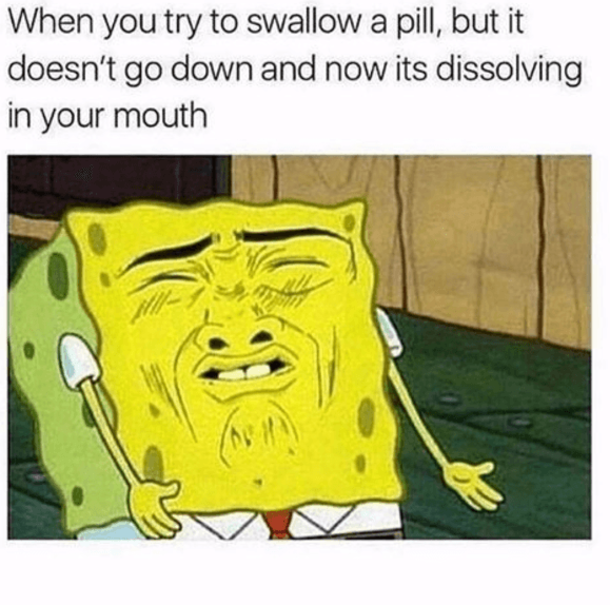 When you try to swallow a pill, but it
doesn't go down and now its dissolving
in your mouth